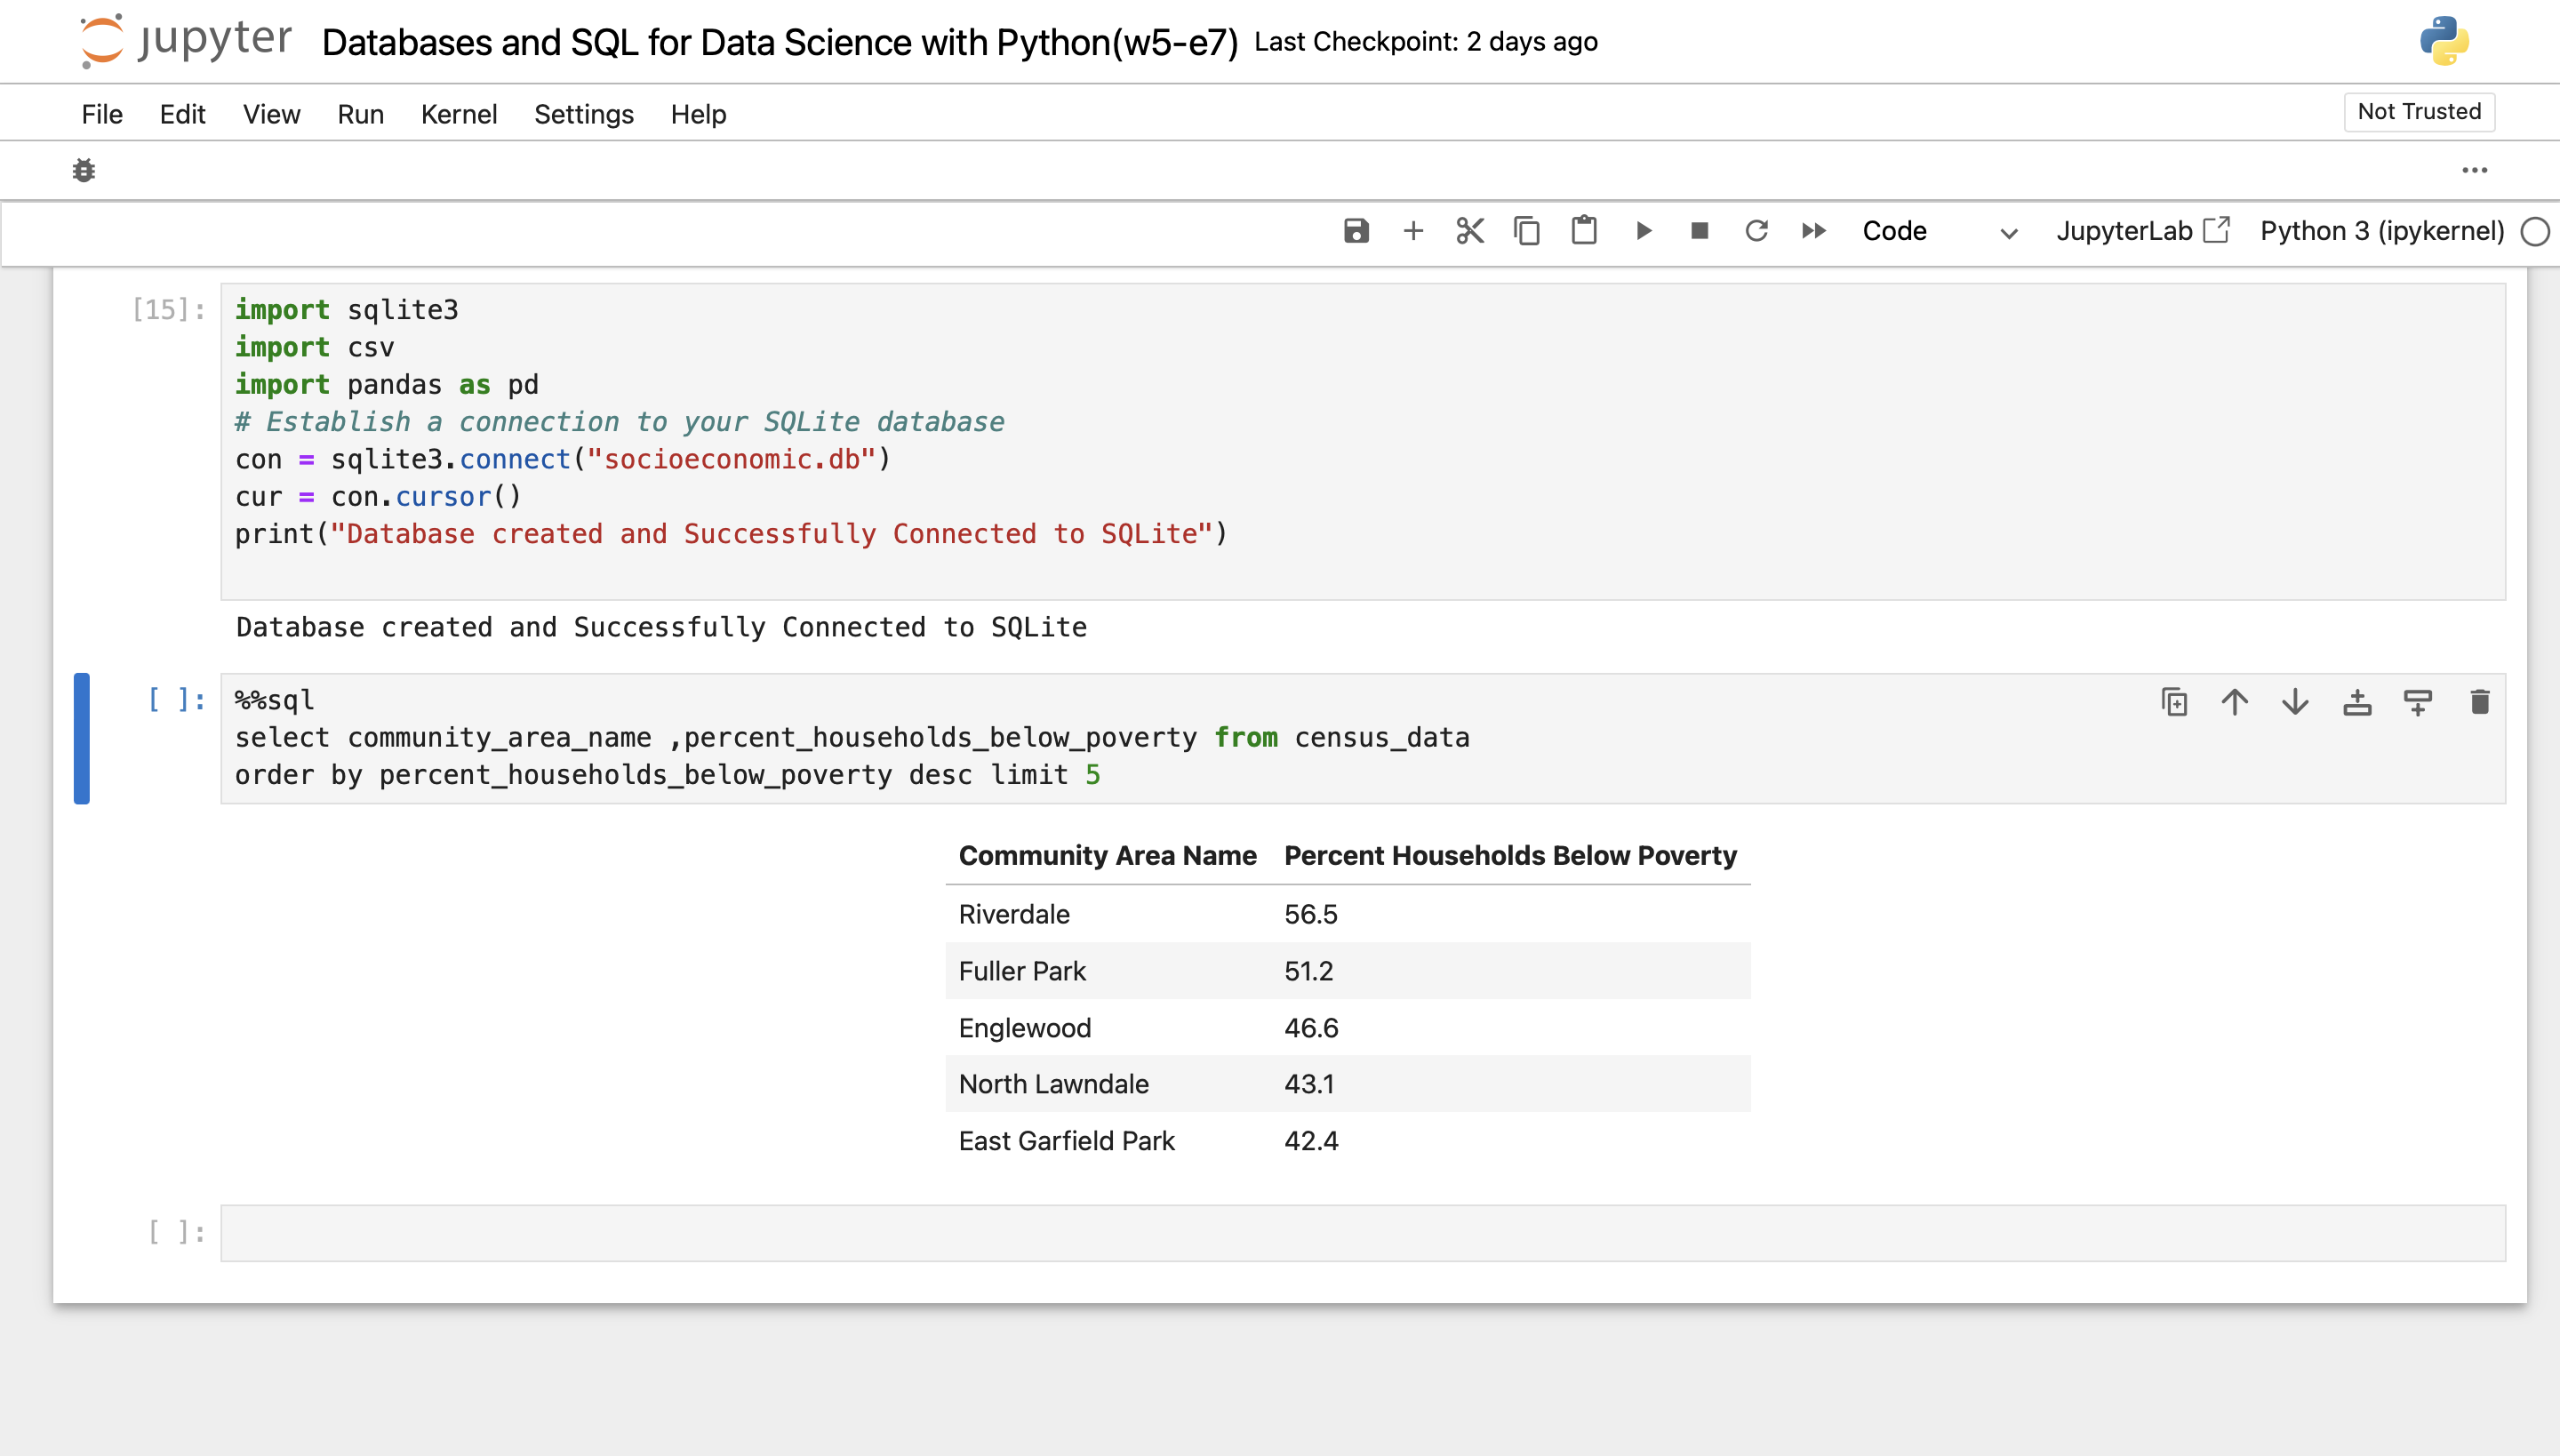 jupyter Databases and SQL for Data Science with Python(w5-e7) Last Checkpoint: 2 days ago
File Edit View Run Kernel Settings Help Not Trusted
Code JupyterLab Python 3 (ipykernel)
[15]: import sqlite3
import csv
import pandas as pd
# Establish a connection to your SQLite database
con = sqlite3.connect("socioeconomic.db")
cur = con.cursor()
print("Database created and Successfully Connected to SQLite")
Database created and Successfully Connected to SQLite
[ ]: %%sql
select community_area_name ,percent_households_below_poverty from census_data
order by percent_households_below_poverty desc limit 5
Community Area Name Percent Households Below Poverty
Riverdale 56.5
Fuller Park 51.2
Englewood 46.6
North Lawndale 43.1
East Garfield Park 42.4
[ ]: